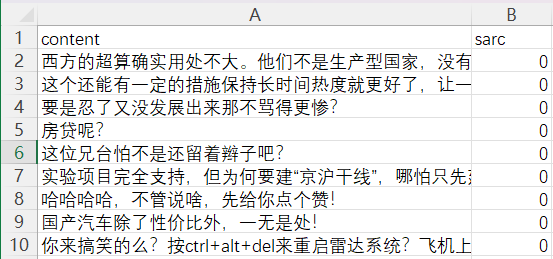 A B
1 content sarc
2 西方的超算确实用处不大。他们不是生产型国家，没有 0
3 这个还能有一定的措施保持长时间热度就更好了，让一 0
4 要是忍了又没发展出来那不骂得更惨？ 0
5 房贷呢？ 0
6 这位兄台怕不是还留着辫子吧？ 0
7 实验项目完全支持，但为何要建“京沪干线”，哪怕只先 0
8 哈哈哈哈，不管说啥，先给你点个赞！ 0
9 国产汽车除了性价比外，一无是处！ 0
10 你来搞笑的么？按ctrl+alt+del来重启雷达系统？飞机上 0